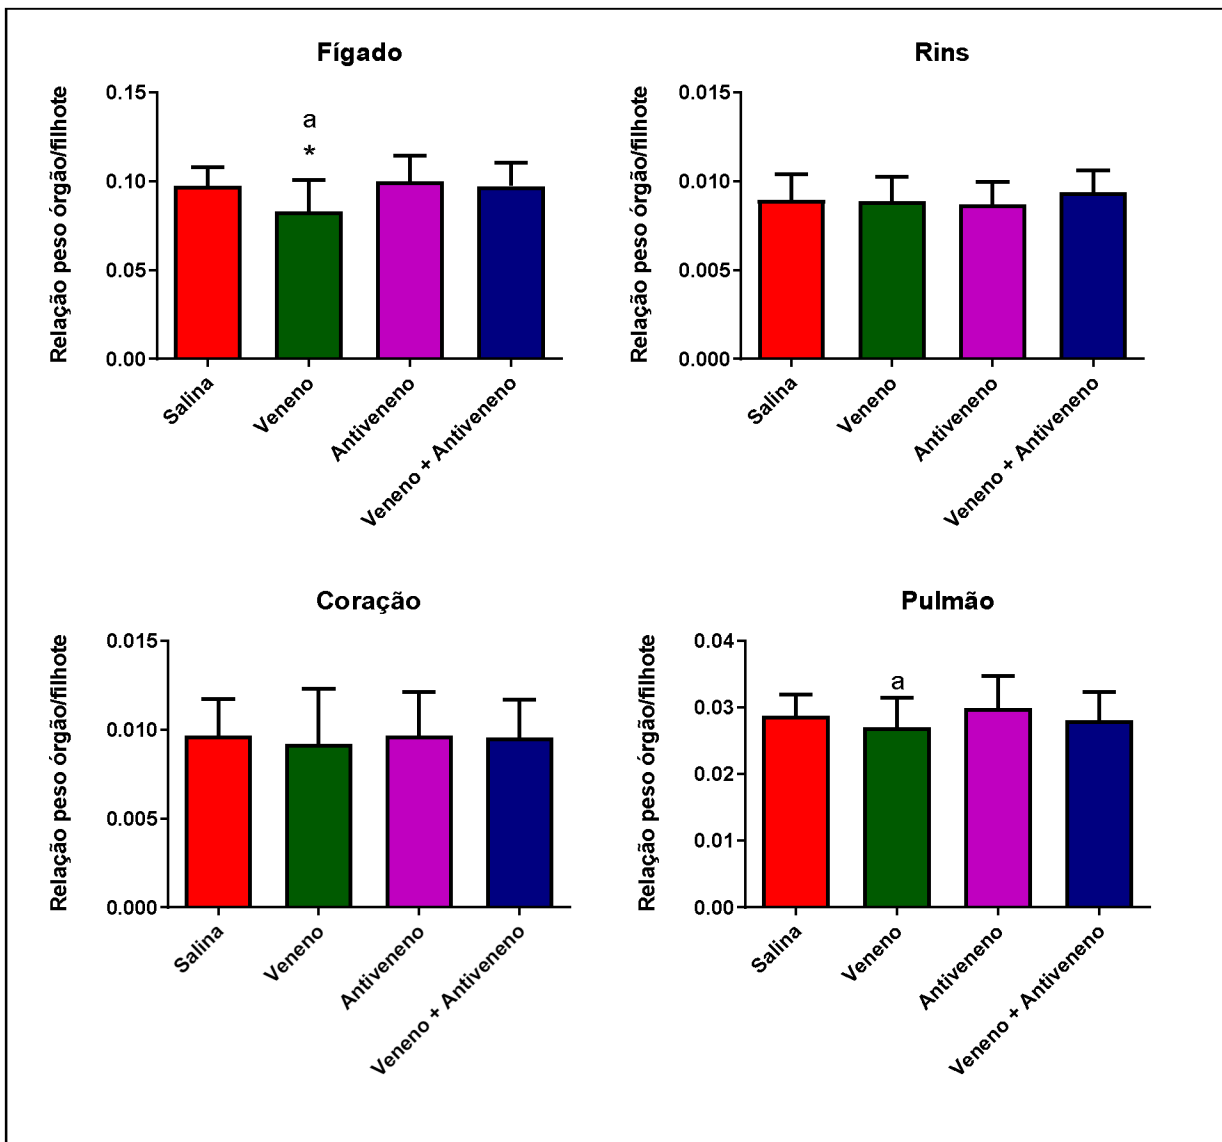 Fígado
Relação peso órgão/filhote
0.15
0.10
0.05
0.00
a
*
Salina
Veneno
Antiveneno
Veneno + Antiveneno
Rins
Relação peso órgão/filhote
0.015
0.010
0.005
0.000
Salina
Veneno
Antiveneno
Veneno + Antiveneno
Coração
Relação peso órgão/filhote
0.015
0.010
0.005
0.000
Salina
Veneno
Antiveneno
Veneno + Antiveneno
Pulmão
Relação peso órgão/filhote
0.04
0.03
0.02
0.01
0.00
a
Salina
Veneno
Antiveneno
Veneno + Antiveneno